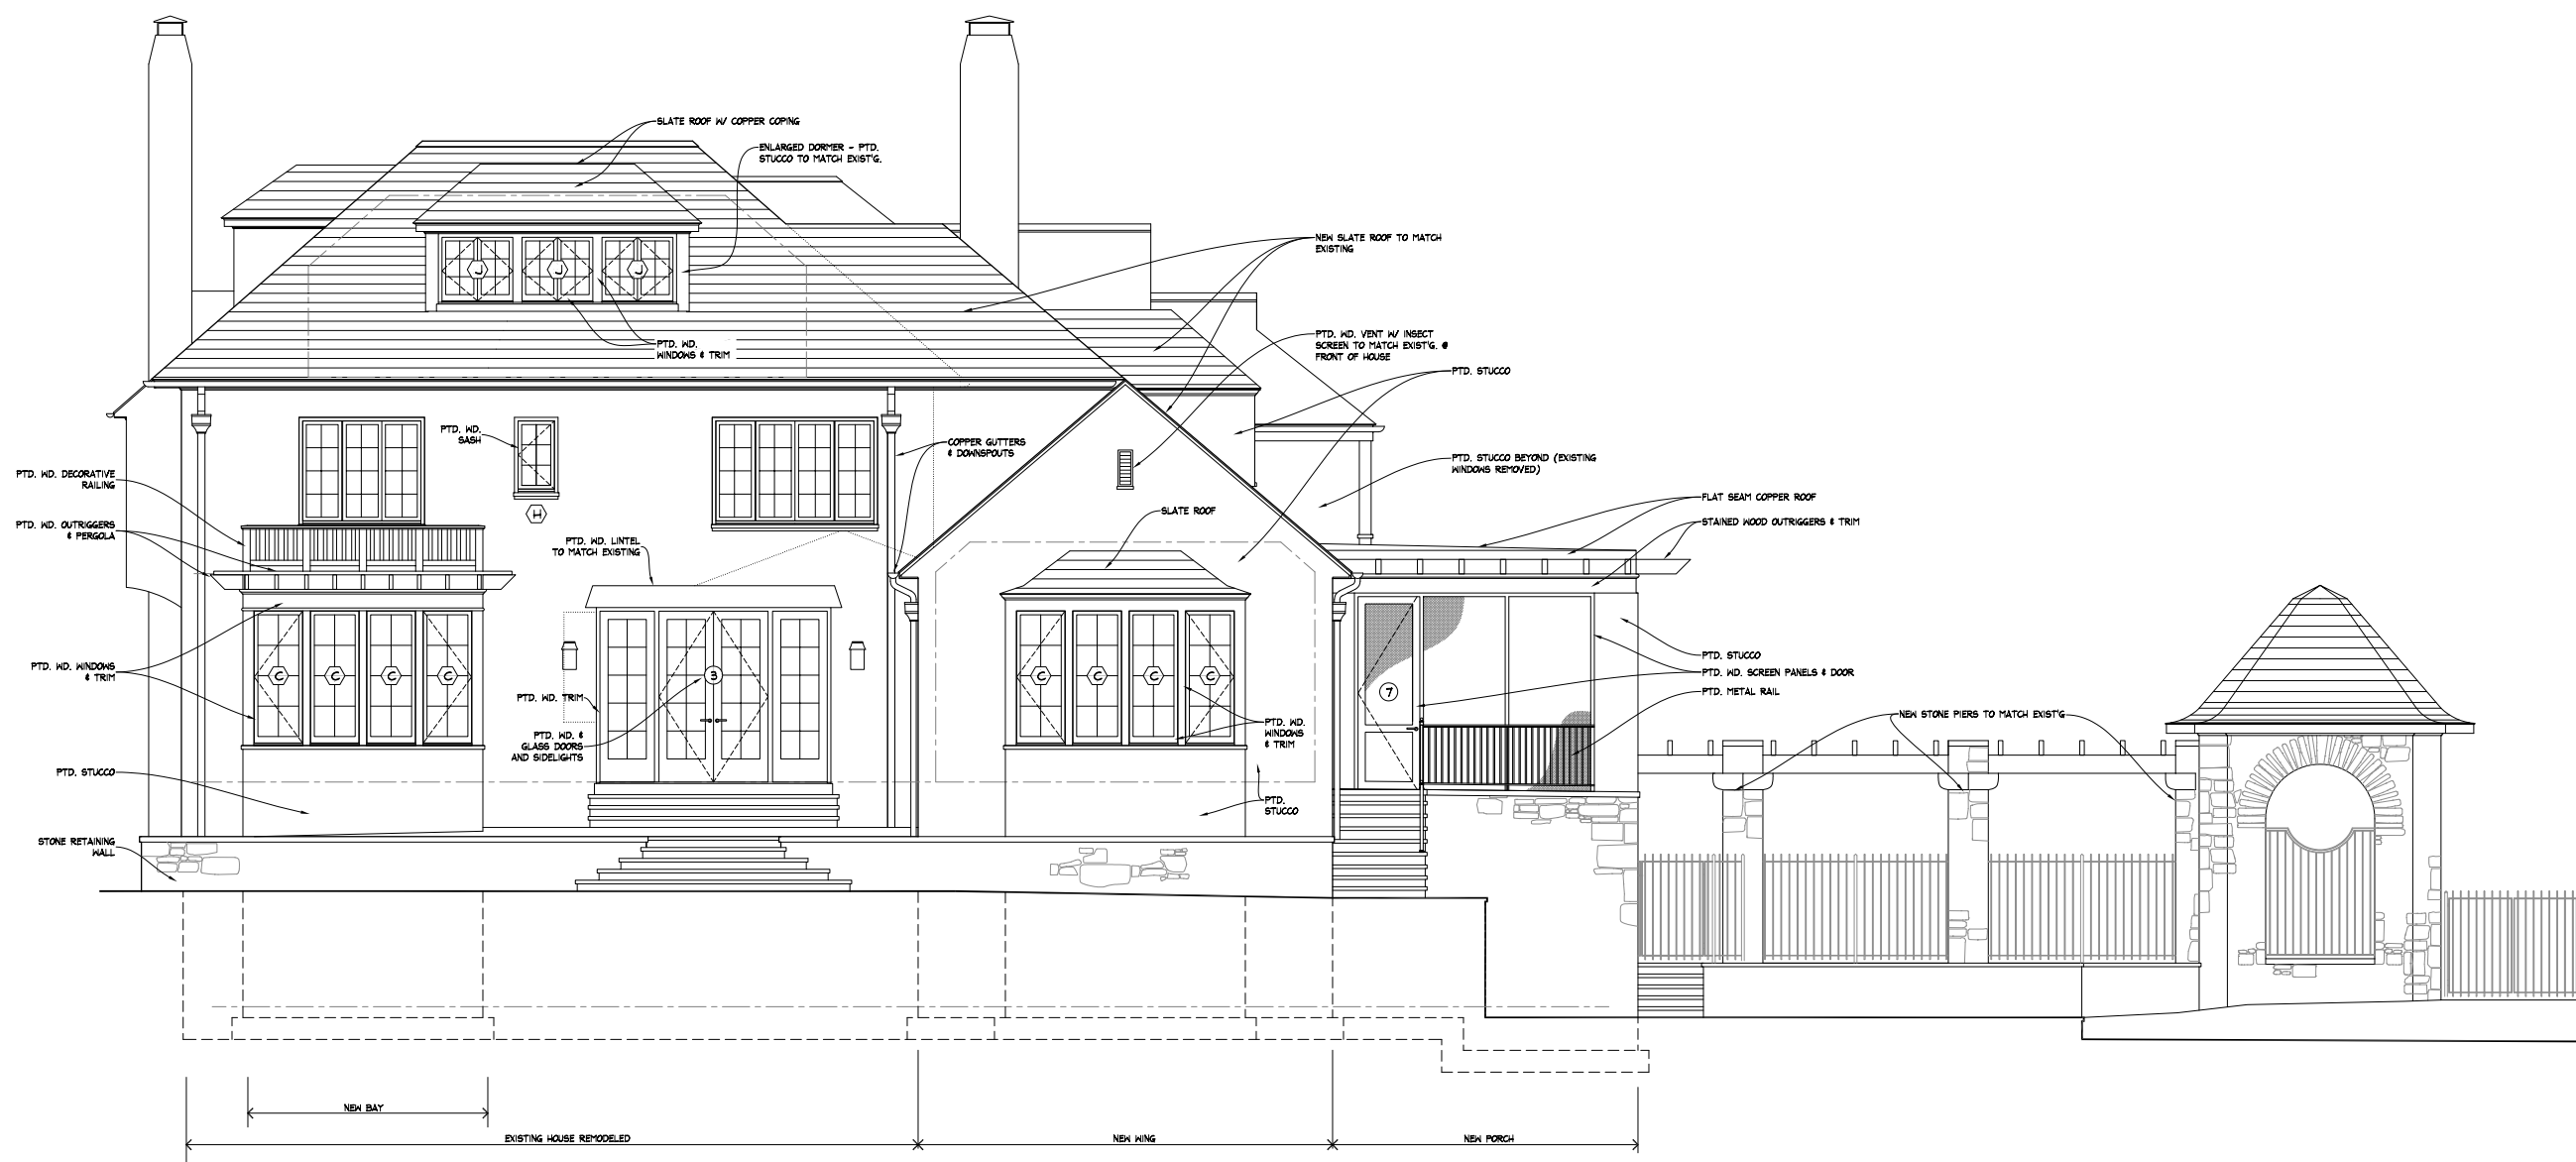 SLATE ROOF W/ COPPER COPING
ENLARGED DORMER - PTD.
STUCCO TO MATCH EXIST'G.
NEW SLATE ROOF TO MATCH
EXISTING
J
J
J
PTD. WD.
WINDOWS & TRIM
PTD. WD. VENT W/ INSECT
SCREEN TO MATCH EXIST'G. @
FRONT OF HOUSE
PTD. STUCCO
PTD. WD.
SASH
COPPER GUTTERS
& DOWNSPOUTS
PTD. STUCCO BEYOND (EXISTING
WINDOWS REMOVED)
PTD. WD. DECORATIVE
RAILING
FLAT SEAM COPPER ROOF
H
SLATE ROOF
PTD. WD. OUTRIGGERS
& PERGOLA
STAINED WOOD OUTRIGGERS & TRIM
PTD. WD. LINTEL
TO MATCH EXISTING
PTD. WD. WINDOWS
& TRIM
C
C
C
C
3
C
C
C
C
7
PTD. STUCCO
PTD. WD. SCREEN PANELS & DOOR
PTD. METAL RAIL
PTD. WD. TRIM
NEW STONE PIERS TO MATCH EXIST'G
PTD. WD. &
GLASS DOORS
AND SIDELIGHTS
PTD. WD.
WINDOWS
& TRIM
PTD. STUCCO
PTD.
STUCCO
STONE RETAINING
WALL
NEW BAY
EXISTING HOUSE REMODELED
NEW WING
NEW PORCH